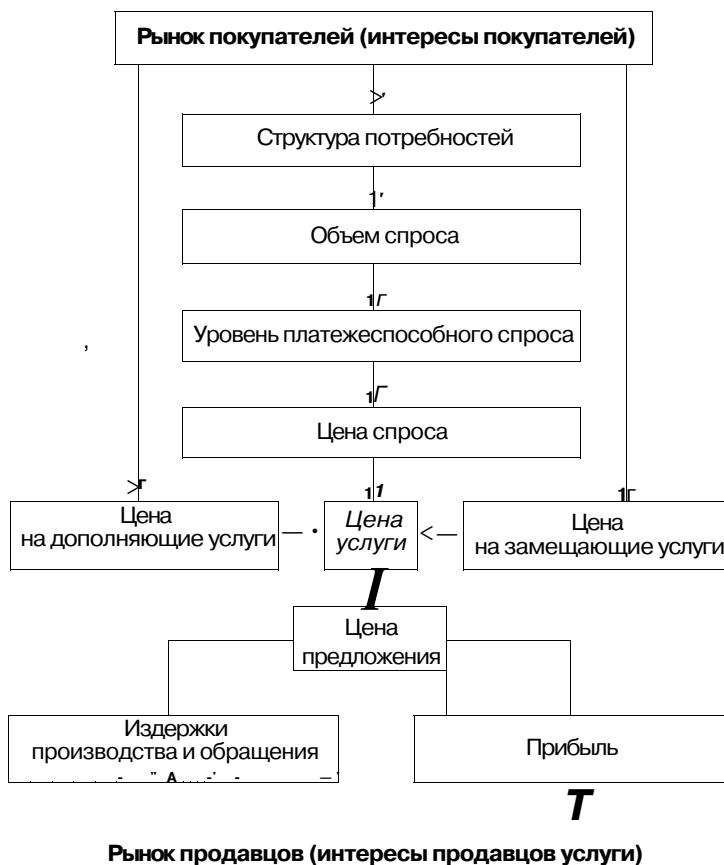 Рынок покупателей (интересы покупателей)
Структура потребностей
Объем спроса
Уровень платежеспособного спроса
Цена спроса
Цена
на дополняющие услуги
Цена
услуги
Цена
на замещающие услуги
Цена
предложения
Издержки
производства и обращения
Прибыль
Рынок продавцов (интересы продавцов услуги)